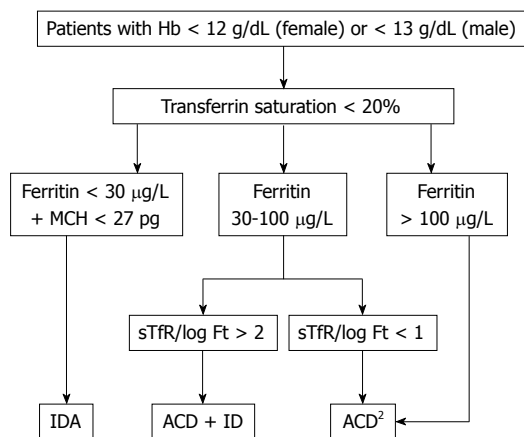 Patients with Hb < 12 g/dL (female) or < 13 g/dL (male)
Transferrin saturation < 20%
Ferritin < 30 μg/L
+ MCH < 27 pg
Ferritin
30-100 μg/L
Ferritin
> 100 μg/L
sTfR/log Ft > 2
sTfR/log Ft < 1
IDA
ACD + ID
ACD²